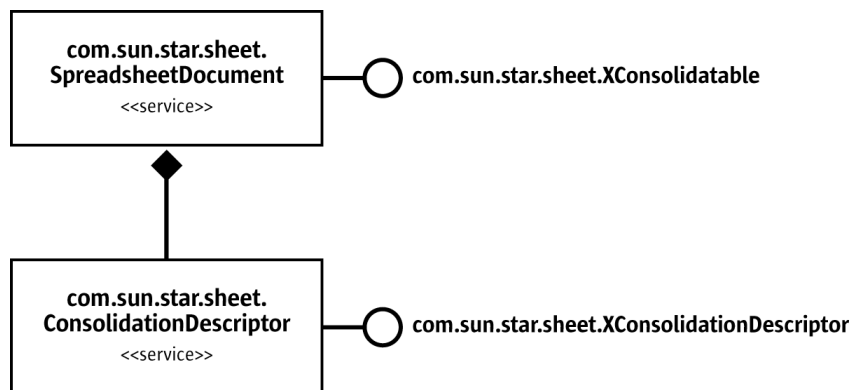 com.sun.star.sheet.
SpreadsheetDocument
<<service>>
com.sun.star.sheet.XConsolidatable
com.sun.star.sheet.
ConsolidationDescriptor
<<service>>
com.sun.star.sheet.XConsolidationDescriptor